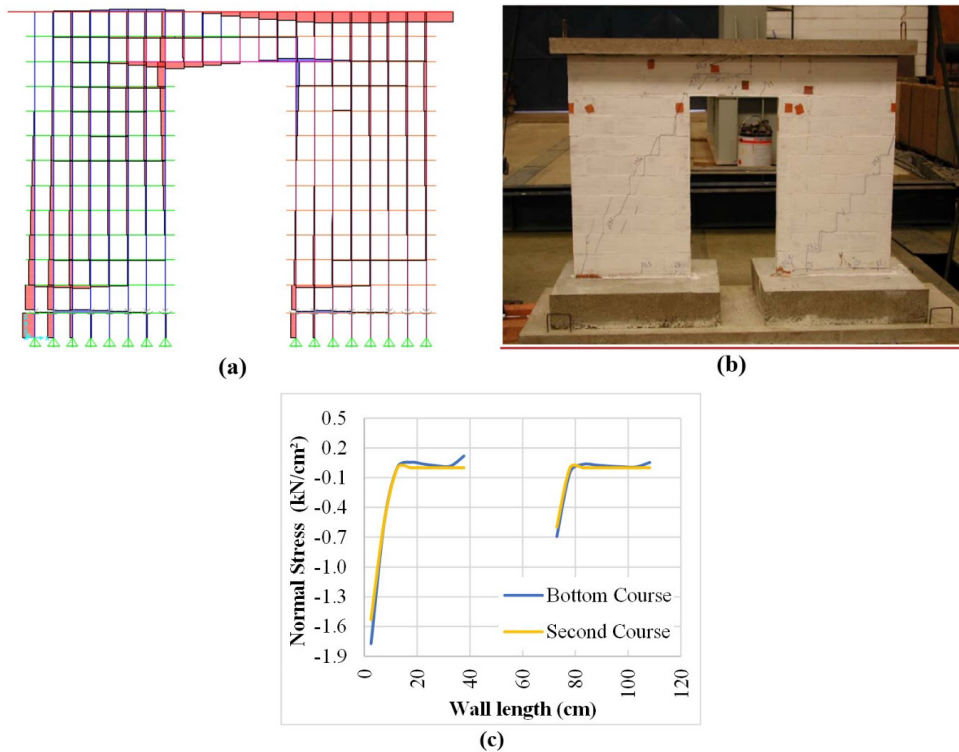 (a)
(b)
Normal Stress (kN/cm²)
0.5
0.2
-0.1
-0.4
-0.7
-1.0
-1.3
-1.6
-1.9
Bottom Course
Second Course
0
20
40
60
80
100
120
Wall length (cm)
(c)